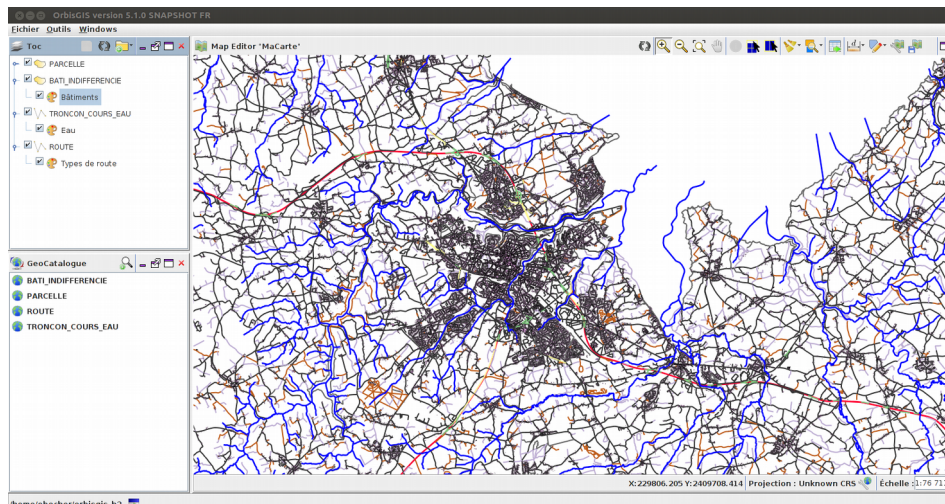 OrbisGIS version 5.1.0 SNAPSHOT FR
Fichier Outils Windows
Toc
PARCELLE
BATI_INDIFFERENCIE
Bâtiments
TRONCON_COURS_EAU
Eau
ROUTE
Types de route
GeoCatalogue
BATI_INDIFFERENCIE
PARCELLE
ROUTE
TRONCON_COURS_EAU
Map Editor 'MaCarte'
X:229806.205 Y:2409708.414 Projection : Unknown CRS Échelle :